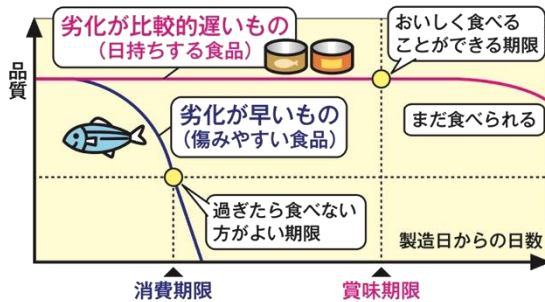 劣化が比較的遅いもの
（日持ちする食品）
おいしく食べる
ことができる期限
品質
劣化が早いもの
（傷みやすい食品）
まだ食べられる
過ぎたら食べない
方がよい期限
製造日からの日数
消費期限
賞味期限